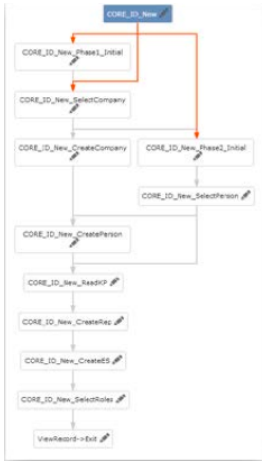 CORE_ID_New
CORE_ID_New_Phase1_Initial
CORE_ID_New_SelectCompany
CORE_ID_New_CreateCompany
CORE_ID_New_Phase2_Initial
CORE_ID_New_SelectPerson
CORE_ID_New_CreatePerson
CORE_ID_New_ReadKP
CORE_ID_New_CreateRep
CORE_ID_New_CreateES
CORE_ID_New_SelectRoles
ViewRecord->Exit